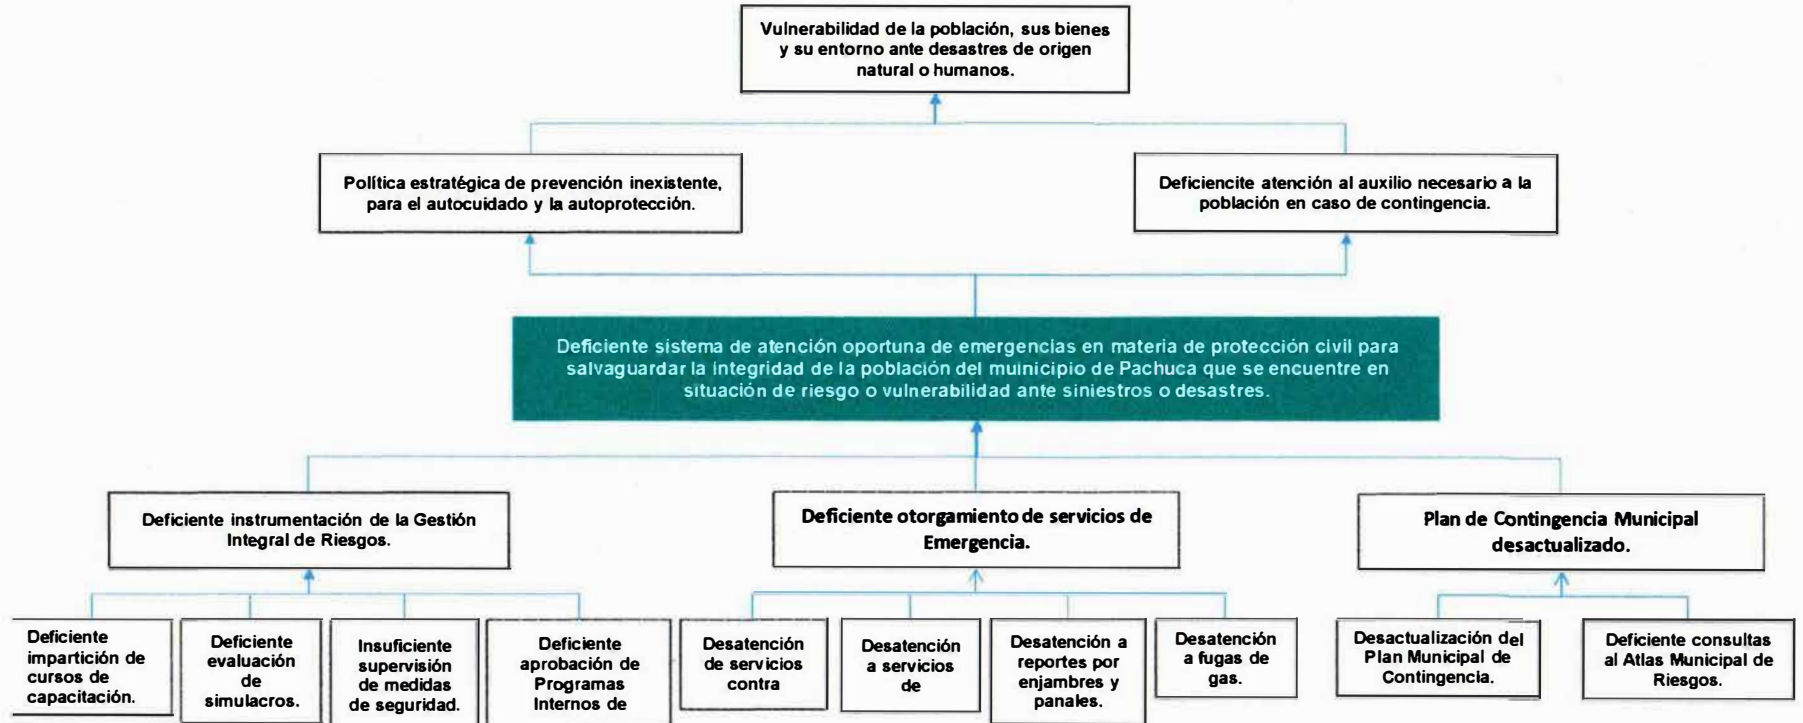 Vulnerabilidad de la población, sus bienes
y su entorno ante desastres de origen
natural o humanos.
Política estratégica de prevención inexistente,
para el autocuidado y la autoprotección.
Deficiencite atención al auxilio necesario a la
población en caso de contingencia.
Deficiente sistema de atención oportuna de emergencias en materia de protección civil para
salvaguardar la integridad de la población del muinicipio de Pachuca que se encuentre en
situación de riesgo o vulnerabilidad ante siniestros o desastres.
Deficiente instrumentación de la Gestión
Integral de Riesgos.
Deficiente otorgamiento de servicios de
Emergencia.
Plan de Contingencia Municipal
desactualizado.
Deficiente
impartición de
cursos de
capacitación.
Deficiente
evaluación
de
simulacros.
Insuficiente
supervisión
de medidas
de seguridad.
Deficiente
aprobación de
Programas
Internos de
Desatención
de servicios
contra
Desatención
a servicios
de
Desatención a
reportes por
enjambres y
panales.
Desatención
a fugas de
gas.
Desactualización del
Plan Municipal de
Contingencia.
Deficiente consultas
al Atlas Municipal de
Riesgos.